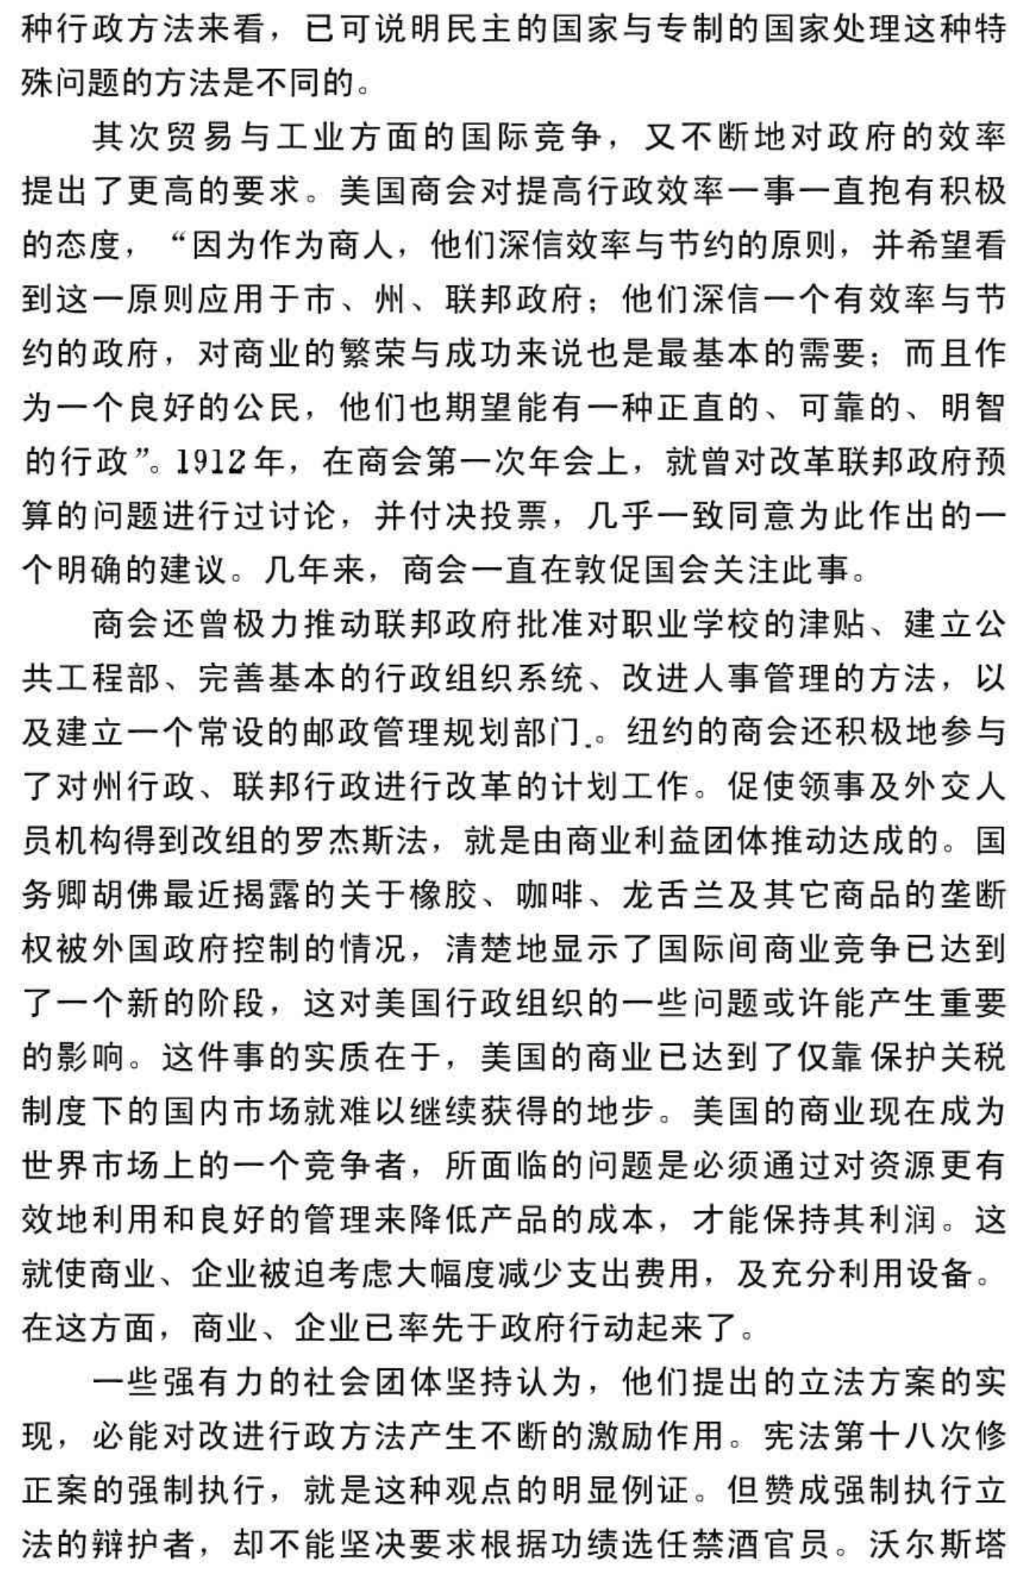 种行政方法来看，已可说明民主的国家与专制的国家处理这种特
殊问题的方法是不同的。
其次贸易与工业方面的国际竞争，又不断地对政府的效率
提出了更高的要求。美国商会对提高行政效率一事一直抱有积极
的态度，“因为作为商人，他们深信效率与节约的原则，并希望看
到这一原则应用于市、州、联邦政府；他们深信一个有效率与节
约的政府，对商业的繁荣与成功来说也是最基本的需要；而且作
为一个良好的公民，他们也期望能有一种正直的、可靠的、明智
的行政”。1912年，在商会第一次年会上，就曾对改革联邦政府预
算的问题进行过讨论，并付决投票，几乎一致同意为此作出的一
个明确的建议。几年来，商会一直在敦促国会关注此事。
商会还曾极力推动联邦政府批准对职业学校的津贴、建立公
共工程部、完善基本的行政组织系统、改进人事管理的方法，以
及建立一个常设的邮政管理规划部门。纽约的商会还积极地参与
了对州行政、联邦行政进行改革的计划工作。促使领事及外交人
员机构得到改组的罗杰斯法，就是由商业利益团体推动达成的。国
务卿胡佛最近揭露的关于橡胶、咖啡、龙舌兰及其它商品的垄断
权被外国政府控制的情况，清楚地显示了国际间商业竞争已达到
了一个新的阶段，这对美国行政组织的一些问题或许能产生重要
的影响。这件事的实质在于，美国的商业已达到了仅靠保护关税
制度下的国内市场就难以继续获得的地步。美国的商业现在成为
世界市场上的一个竞争者，所面临的问题是必须通过对资源更有
效地利用和良好的管理来降低产品的成本，才能保持其利润。这
就使商业、企业被迫考虑大幅度减少支出费用，及充分利用设备。
在这方面，商业、企业已率先于政府行动起来了。
一些强有力的社会团体坚持认为，他们提出的立法方案的实
现，必能对改进行政方法产生不断的激励作用。宪法第十八次修
正案的强制执行，就是这种观点的明显例证。但赞成强制执行立
法的辩护者，却不能坚决要求根据功绩选任禁酒官员。沃尔斯塔